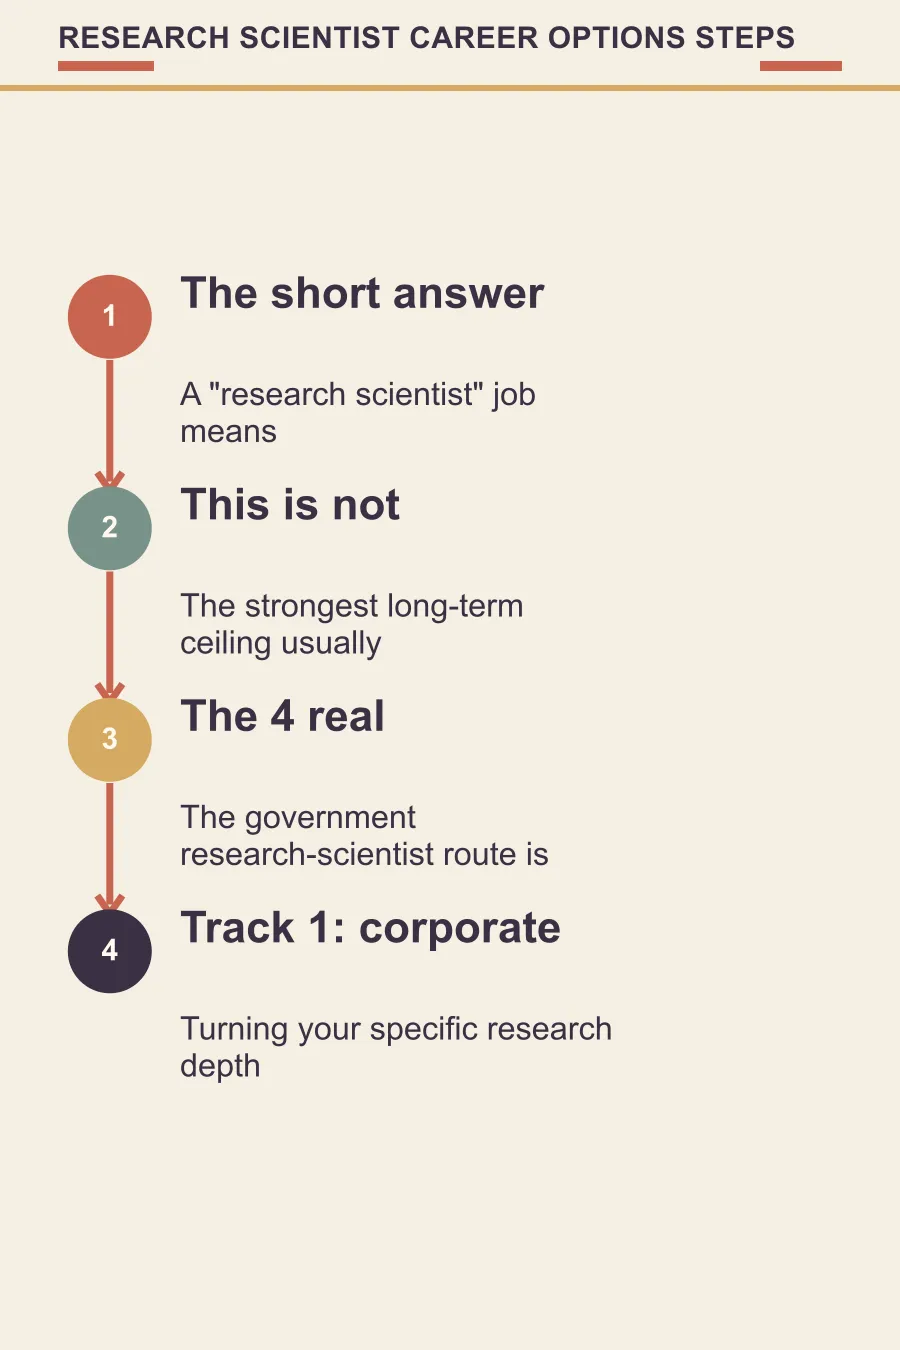 RESEARCH SCIENTIST CAREER OPTIONS STEPS
1
The short answer
A "research scientist" job
means
2
This is not
The strongest long-term
ceiling usually
3
The 4 real
The government
research-scientist route is
4
Track 1: corporate
Turning your specific research
depth